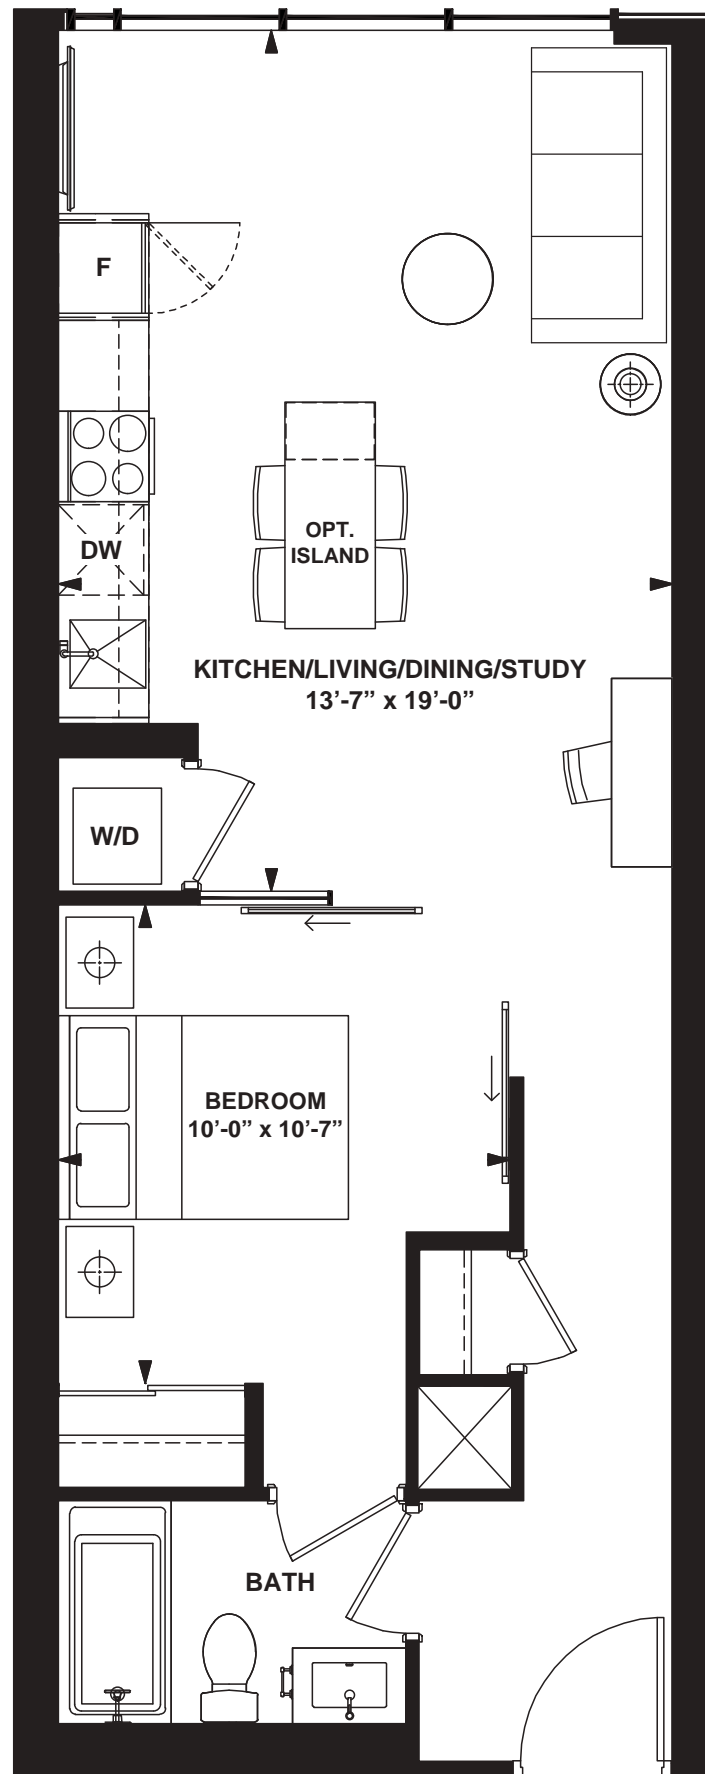 F
DW
OPT.
ISLAND
KITCHEN/LIVING/DINING/STUDY
13’-7” x 19’-0”
W/D
BEDROOM
10’-0” x 10’-7”
BATH